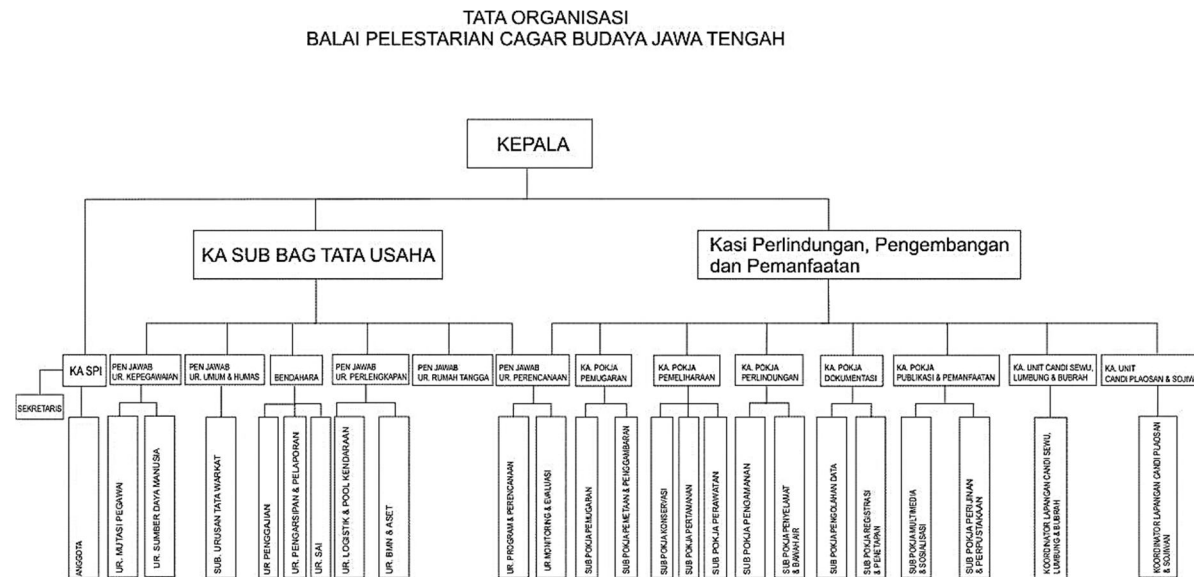 TATA ORGANISASI
BALAI PELESTARIAN CAGAR BUDAYA JAWA TENGAH
KEPALA
KA SUB BAG TATA USAHA
Kasi Perlindungan, Pengembangan
dan Pemanfaatan
KA SPI
PEN JAWAB
UR. KEPEGAWAIAN
PEN JAWAB
UR. UMUM & HUMAS
BENDAHARA
PEN JAWAB
UR. PERLENGKAPAN
PEN JAWAB
UR. RUMAH TANGGA
PEN JAWAB
UR. PERENCANAAN
KA. POKJA
PEMUGARAN
KA. POKJA
PEMELIHARAAN
KA. POKJA
PERLINDUNGAN
KA. POKJA
DOKUMENTASI
KA. POKJA
PUBLIKASI & PEMANFAATAN
KA. UNIT CANDI SEWU,
LUMBUNG & BUBRAH
KA. UNIT
CANDI PLAOSAN & SOJIW
SEKRETARIS
ANGGOTA
UR. MUTASI PEGAWAI
UR. SUMBER DAYA MANUSIA
SUB. URUSAN TATA WARKAT
UR PENGGAJIAN
UR. PENGARSIPAN & PELAPORAN
UR. SAI
UR. LOGISTIK & POOL KENDARAAN
UR. BMN & ASET
UR. PROGRAM & PERENCANAAN
UR MONITORING & EVALUASI
SUB POKJA PEMUGARAN
SUB POKJA PEMETAAN & PENGGAMBARAN
SUB POKJA KONSERVASI
SUB POKJA PERTAMANAN
SUB POKJA PERAWATAN
SUB POKJA PENGAMANAN
SUB POKJA PENYELAMAT
& BAWAH AIR
SUB POKJA PENGOLAHAN DATA
SUB POKJA REGISTRASI
& PENETAPAN
SUB POKJA MULTIMEDIA
& SOSIALISASI
SUB POKJA PERIJINAN
& PERPUSTAKAAN
KOORDINATOR LAPANGAN CANDI SEWU,
LUMBUNG & BUBRAH
KOORDINATOR LAPANGAN CANDI PLAOSAN
& SOJIWAN